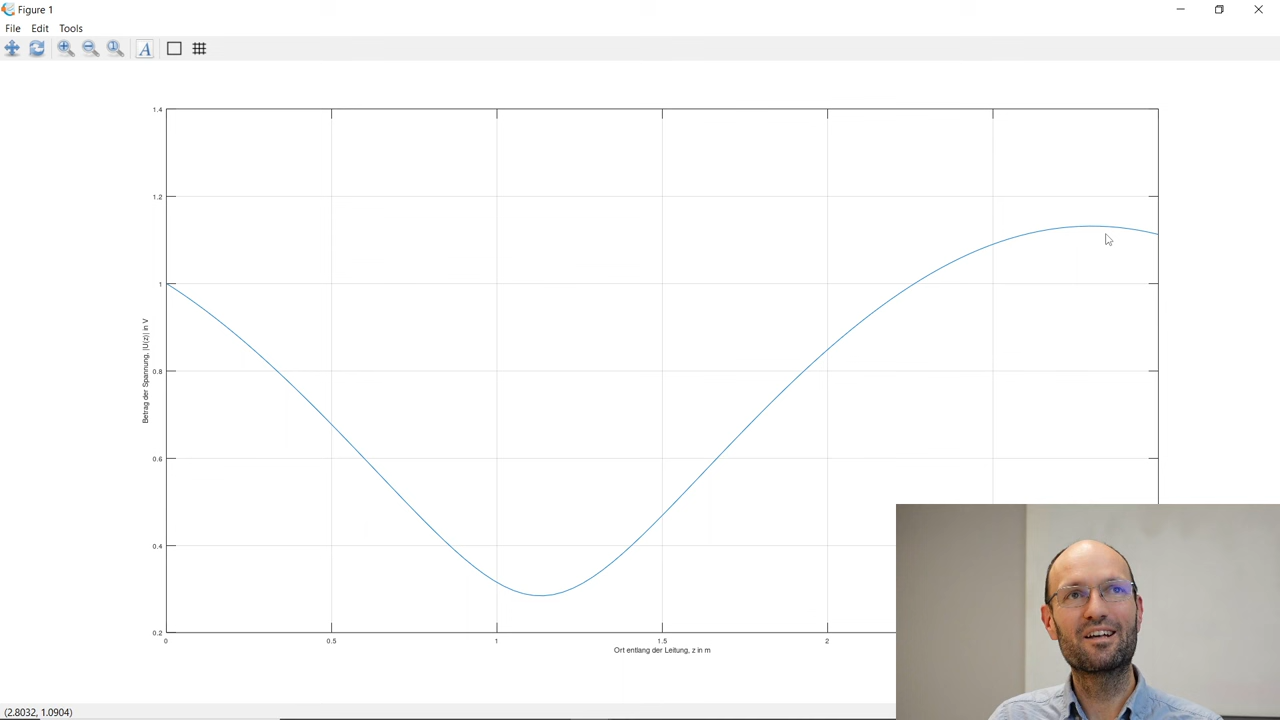 Figure 1
File Edit Tools
1.4
1.2
1
0.8
0.6
0.4
0.2
Betrag der Spannung, |U(z)| in V
0 0.5 1 1.5 2
Ort entlang der Leitung, z in m
(2.8032, 1.0904)